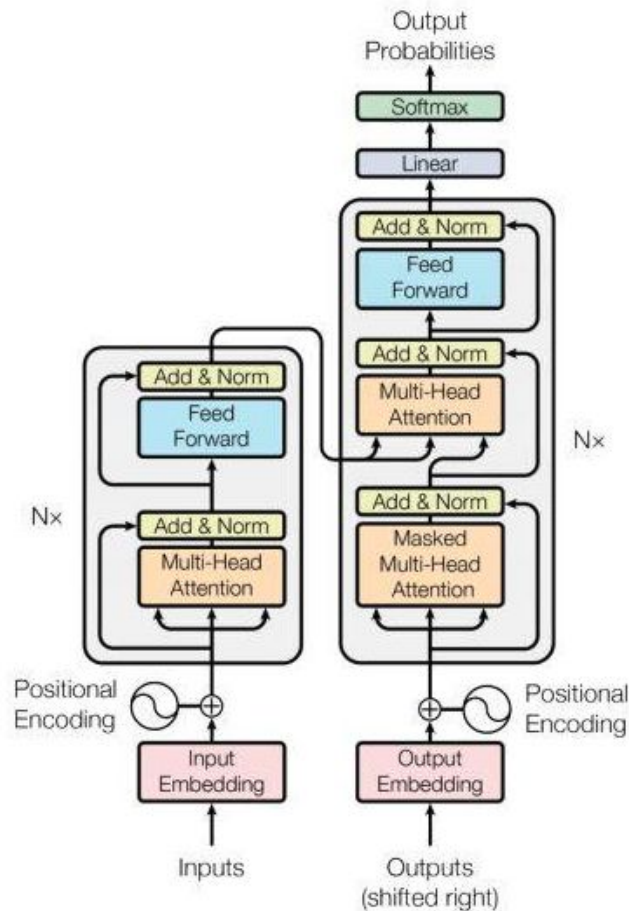 Output
Probabilities
Softmax
Linear
Add & Norm
Feed
Forward
Add & Norm
Multi-Head
Attention
Add & Norm
Masked
Multi-Head
Attention
Nx
Add & Norm
Feed
Forward
Add & Norm
Multi-Head
Attention
Nx
Positional
Encoding
Positional
Encoding
Input
Embedding
Output
Embedding
Inputs
Outputs
(shifted right)